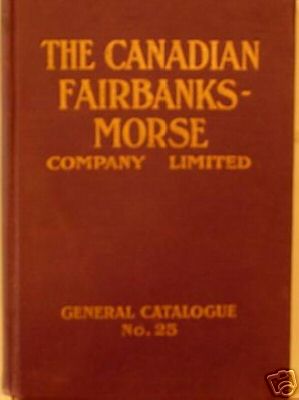 THE CANADIAN
FAIRBANKS-
MORSE
COMPANY LIMITED
GENERAL CATALOGUE
No. 25